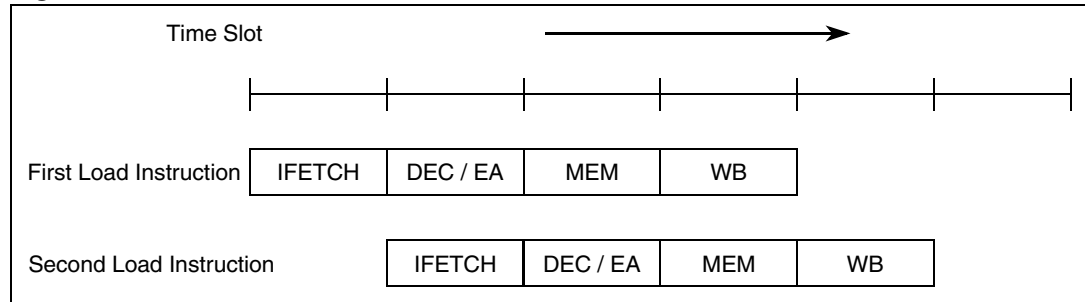 Time Slot
First Load Instruction IFETCH DEC / EA MEM WB
Second Load Instruction IFETCH DEC / EA MEM WB